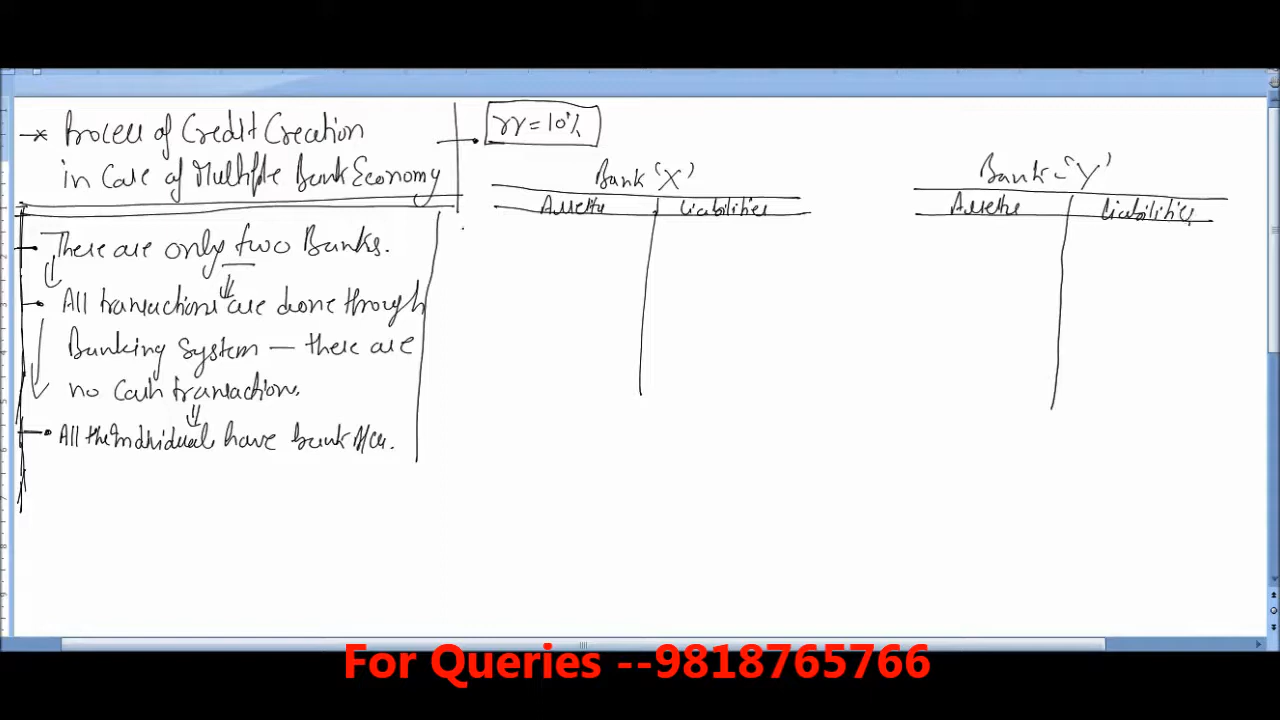 Process of Credit Creation
in Case of Multiple Bank Economy
rr = 10%
There are only two Banks.
All transactions are done through
Banking System — there are
no Cash transactions.
All the Individuals have bank A/cs.
Bank 'X'
Assets Liabilities
Bank - 'Y'
Assets Liabilities
For Queries --9818765766